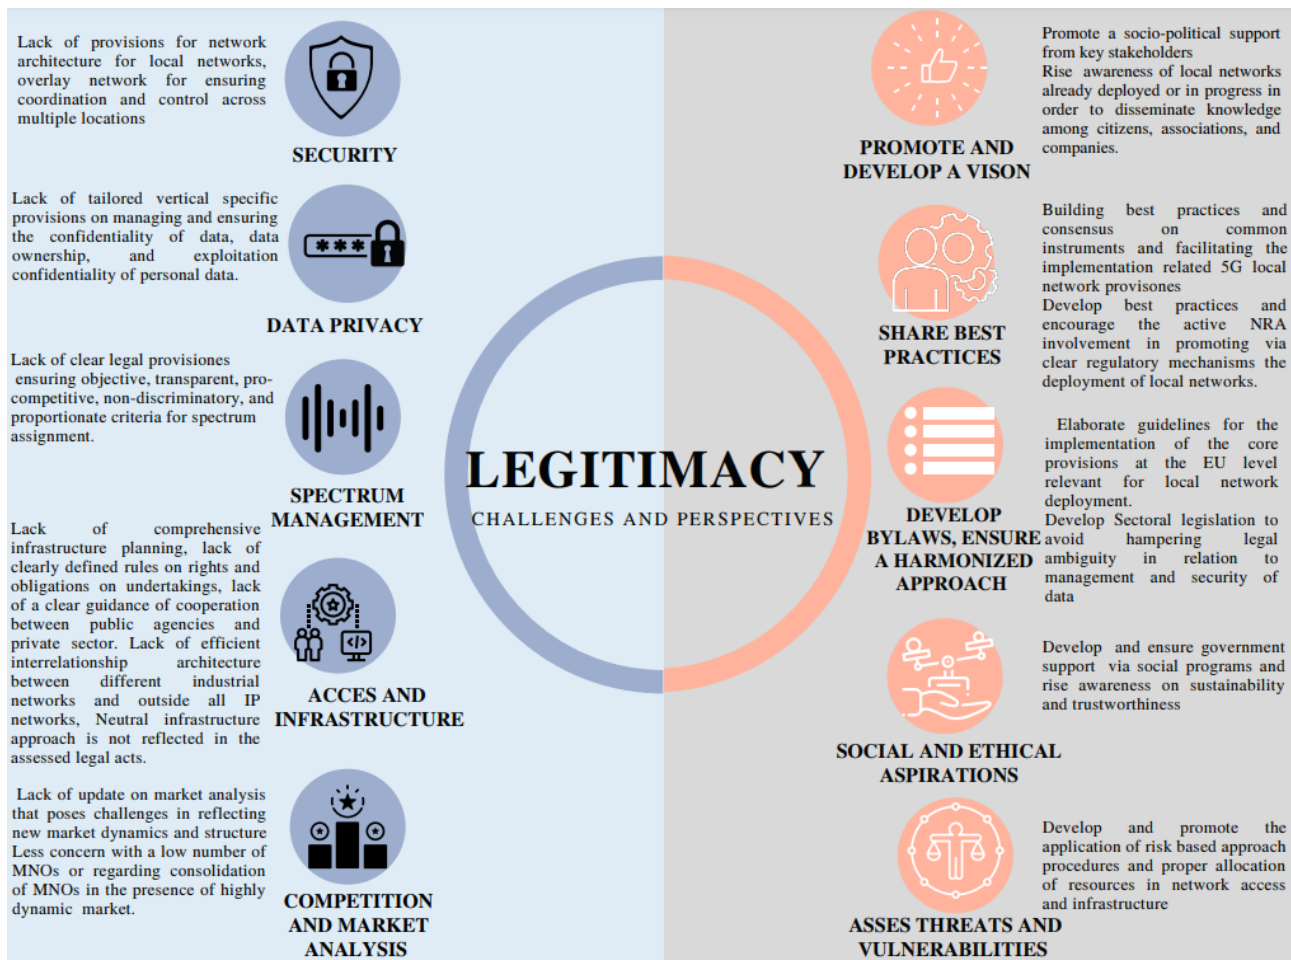 Lack of provisions for network
architecture for local networks,
overlay network for ensuring
coordination and control across
multiple locations
SECURITY
Lack of tailored vertical specific
provisions on managing and ensuring
the confidentiality of data, data
ownership, and exploitation
confidentiality of personal data.
***
DATA PRIVACY
Lack of clear legal provisiones
ensuring objective, transparent, pro-
competitive, non-discriminatory, and
proportionate criteria for spectrum
assignment.
SPECTRUM
MANAGEMENT
Lack of comprehensive
infrastructure planning, lack of
clearly defined rules on rights and
obligations on undertakings, lack
of a clear guidance of cooperation
between public agencies and
private sector. Lack of efficient
interrelationship architecture
between different industrial
networks and outside all IP
networks, Neutral infrastructure
approach is not reflected in the
assessed legal acts.
</>
ACCES AND
INFRASTRUCTURE
Lack of update on market analysis
that poses challenges in reflecting
new market dynamics and structure
Less concern with a low number of
MNOs or regarding consolidation
of MNOs in the presence of highly
dynamic market.
COMPETITION
AND MARKET
ANALYSIS
LEGITIMACY
CHALLENGES AND PERSPECTIVES
PROMOTE AND
DEVELOP A VISON
Promote a socio-political support
from key stakeholders
Rise awareness of local networks
already deployed or in progress in
order to disseminate knowledge
among citizens, associations, and
companies.
SHARE BEST
PRACTICES
Building best practices and
consensus on common
instruments and facilitating the
implementation related 5G local
network provisones
Develop best practices and
encourage the active NRA
involvement in promoting via
clear regulatory mechanisms the
deployment of local networks.
DEVELOP
BYLAWS, ENSURE
A HARMONIZED
APPROACH
Elaborate guidelines for the
implementation of the core
provisions at the EU level
relevant for local network
deployment.
Develop Sectoral legislation to
avoid hampering legal
ambiguity in relation to
management and security of
data
SOCIAL AND ETHICAL
ASPIRATIONS
Develop and ensure government
support via social programs and
rise awareness on sustainability
and trustworthiness
ASSES THREATS AND
VULNERABILITIES
Develop and promote the
application of risk based approach
procedures and proper allocation
of resources in network access
and infrastructure